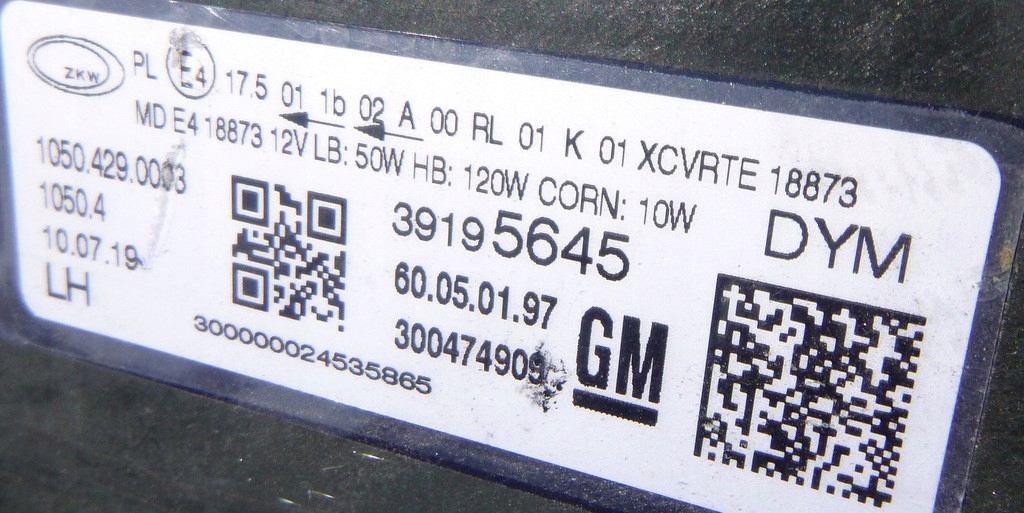 ZKW PL E4 17.5 01 1b 02 A 00 RL 01 K 01 XCVRTE 18873
MD E4 18873 12V LB: 50W HB: 120W CORN: 10W
1050.429.0003
1050.4
10.07.19
LH
39195645
60.05.01.97
300474909
300000024535865
GM
DYM